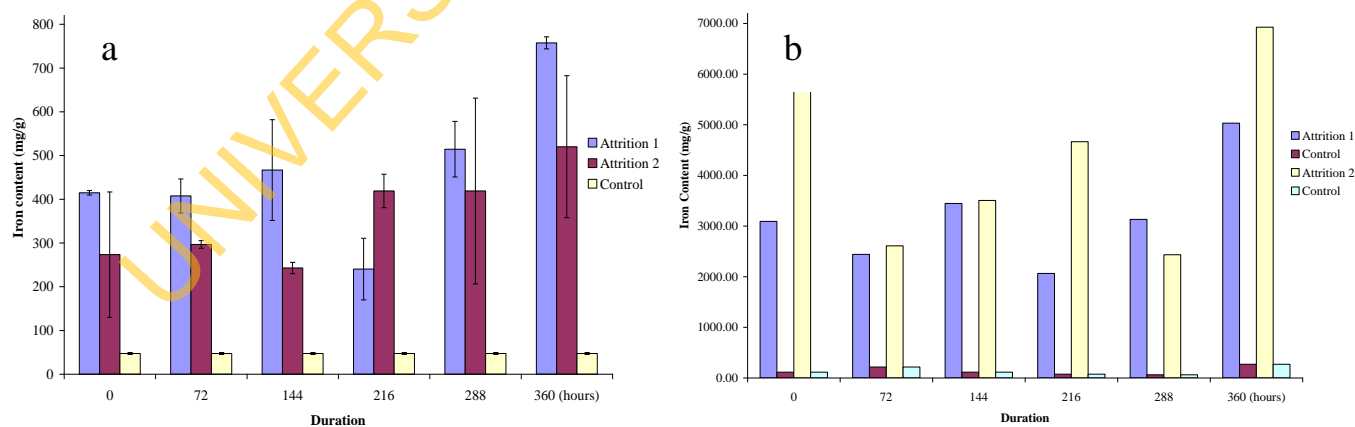 a
800
700
600
500
400
300
200
100
0
Iron content (mg/g)
0 72 144 216 288 360 (hours)
Duration
Attrition 1
Attrition 2
Control
UNIVERS
b
7000.00
6000.00
5000.00
4000.00
3000.00
2000.00
1000.00
0.00
Iron Content (mg/g)
0 72 144 216 288 360 (hours)
Duration
Attrition 1
Control
Attrition 2
Control